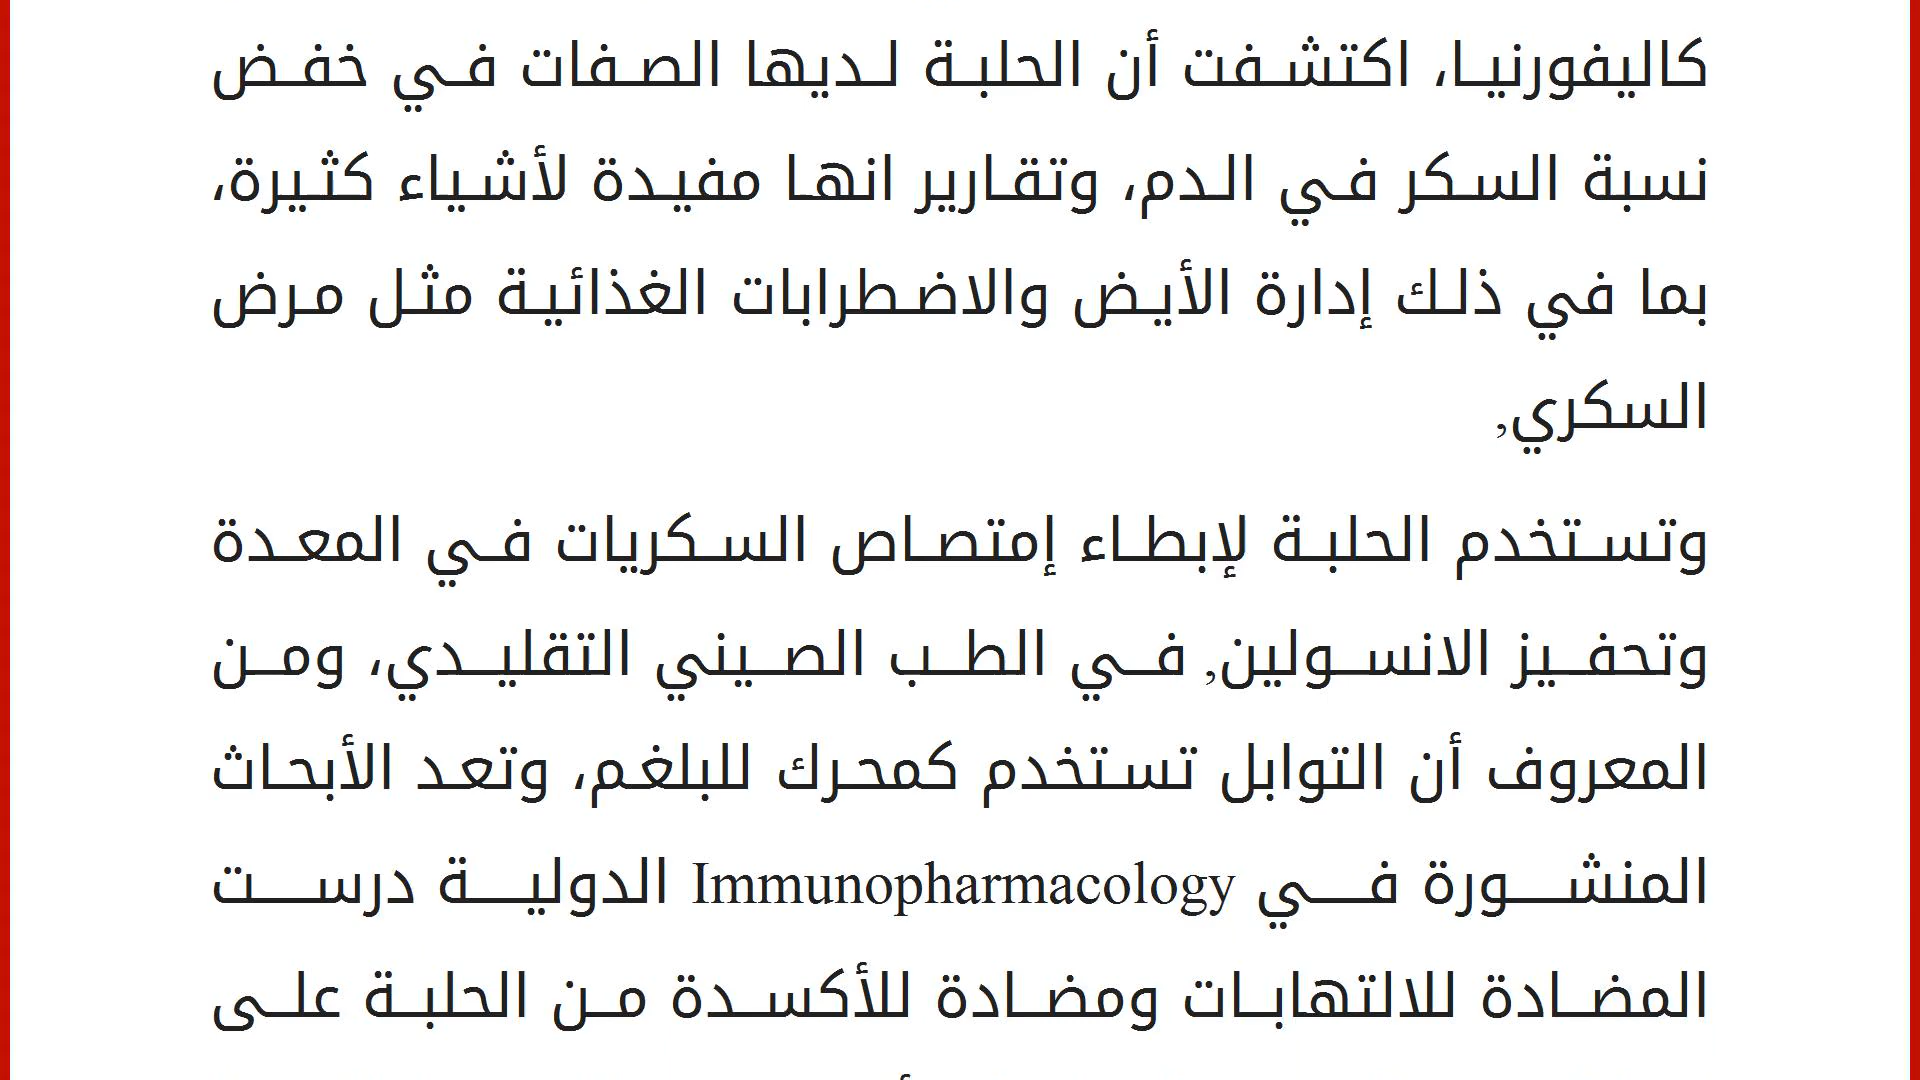 كاليفورنيا، اكتشفت أن الحلبة لديها الصفات في خفض
نسبة السكر في الدم، وتقارير انها مفيدة لأشياء كثيرة،
بما في ذلك إدارة الأيض والاضطرابات الغذائية مثل مرض
السكري,
وتستخدم الحلبة لإبطاء إمتصاص السكريات في المعدة
وتحفيز الانسولين, في الطب الصيني التقليدي، ومن
المعروف أن التوابل تستخدم كمحرك للبلغم، وتعد الأبحاث
المنشورة في Immunopharmacology الدولية درست
المضادة للالتهابات ومضادة للأكسدة من الحلبة على